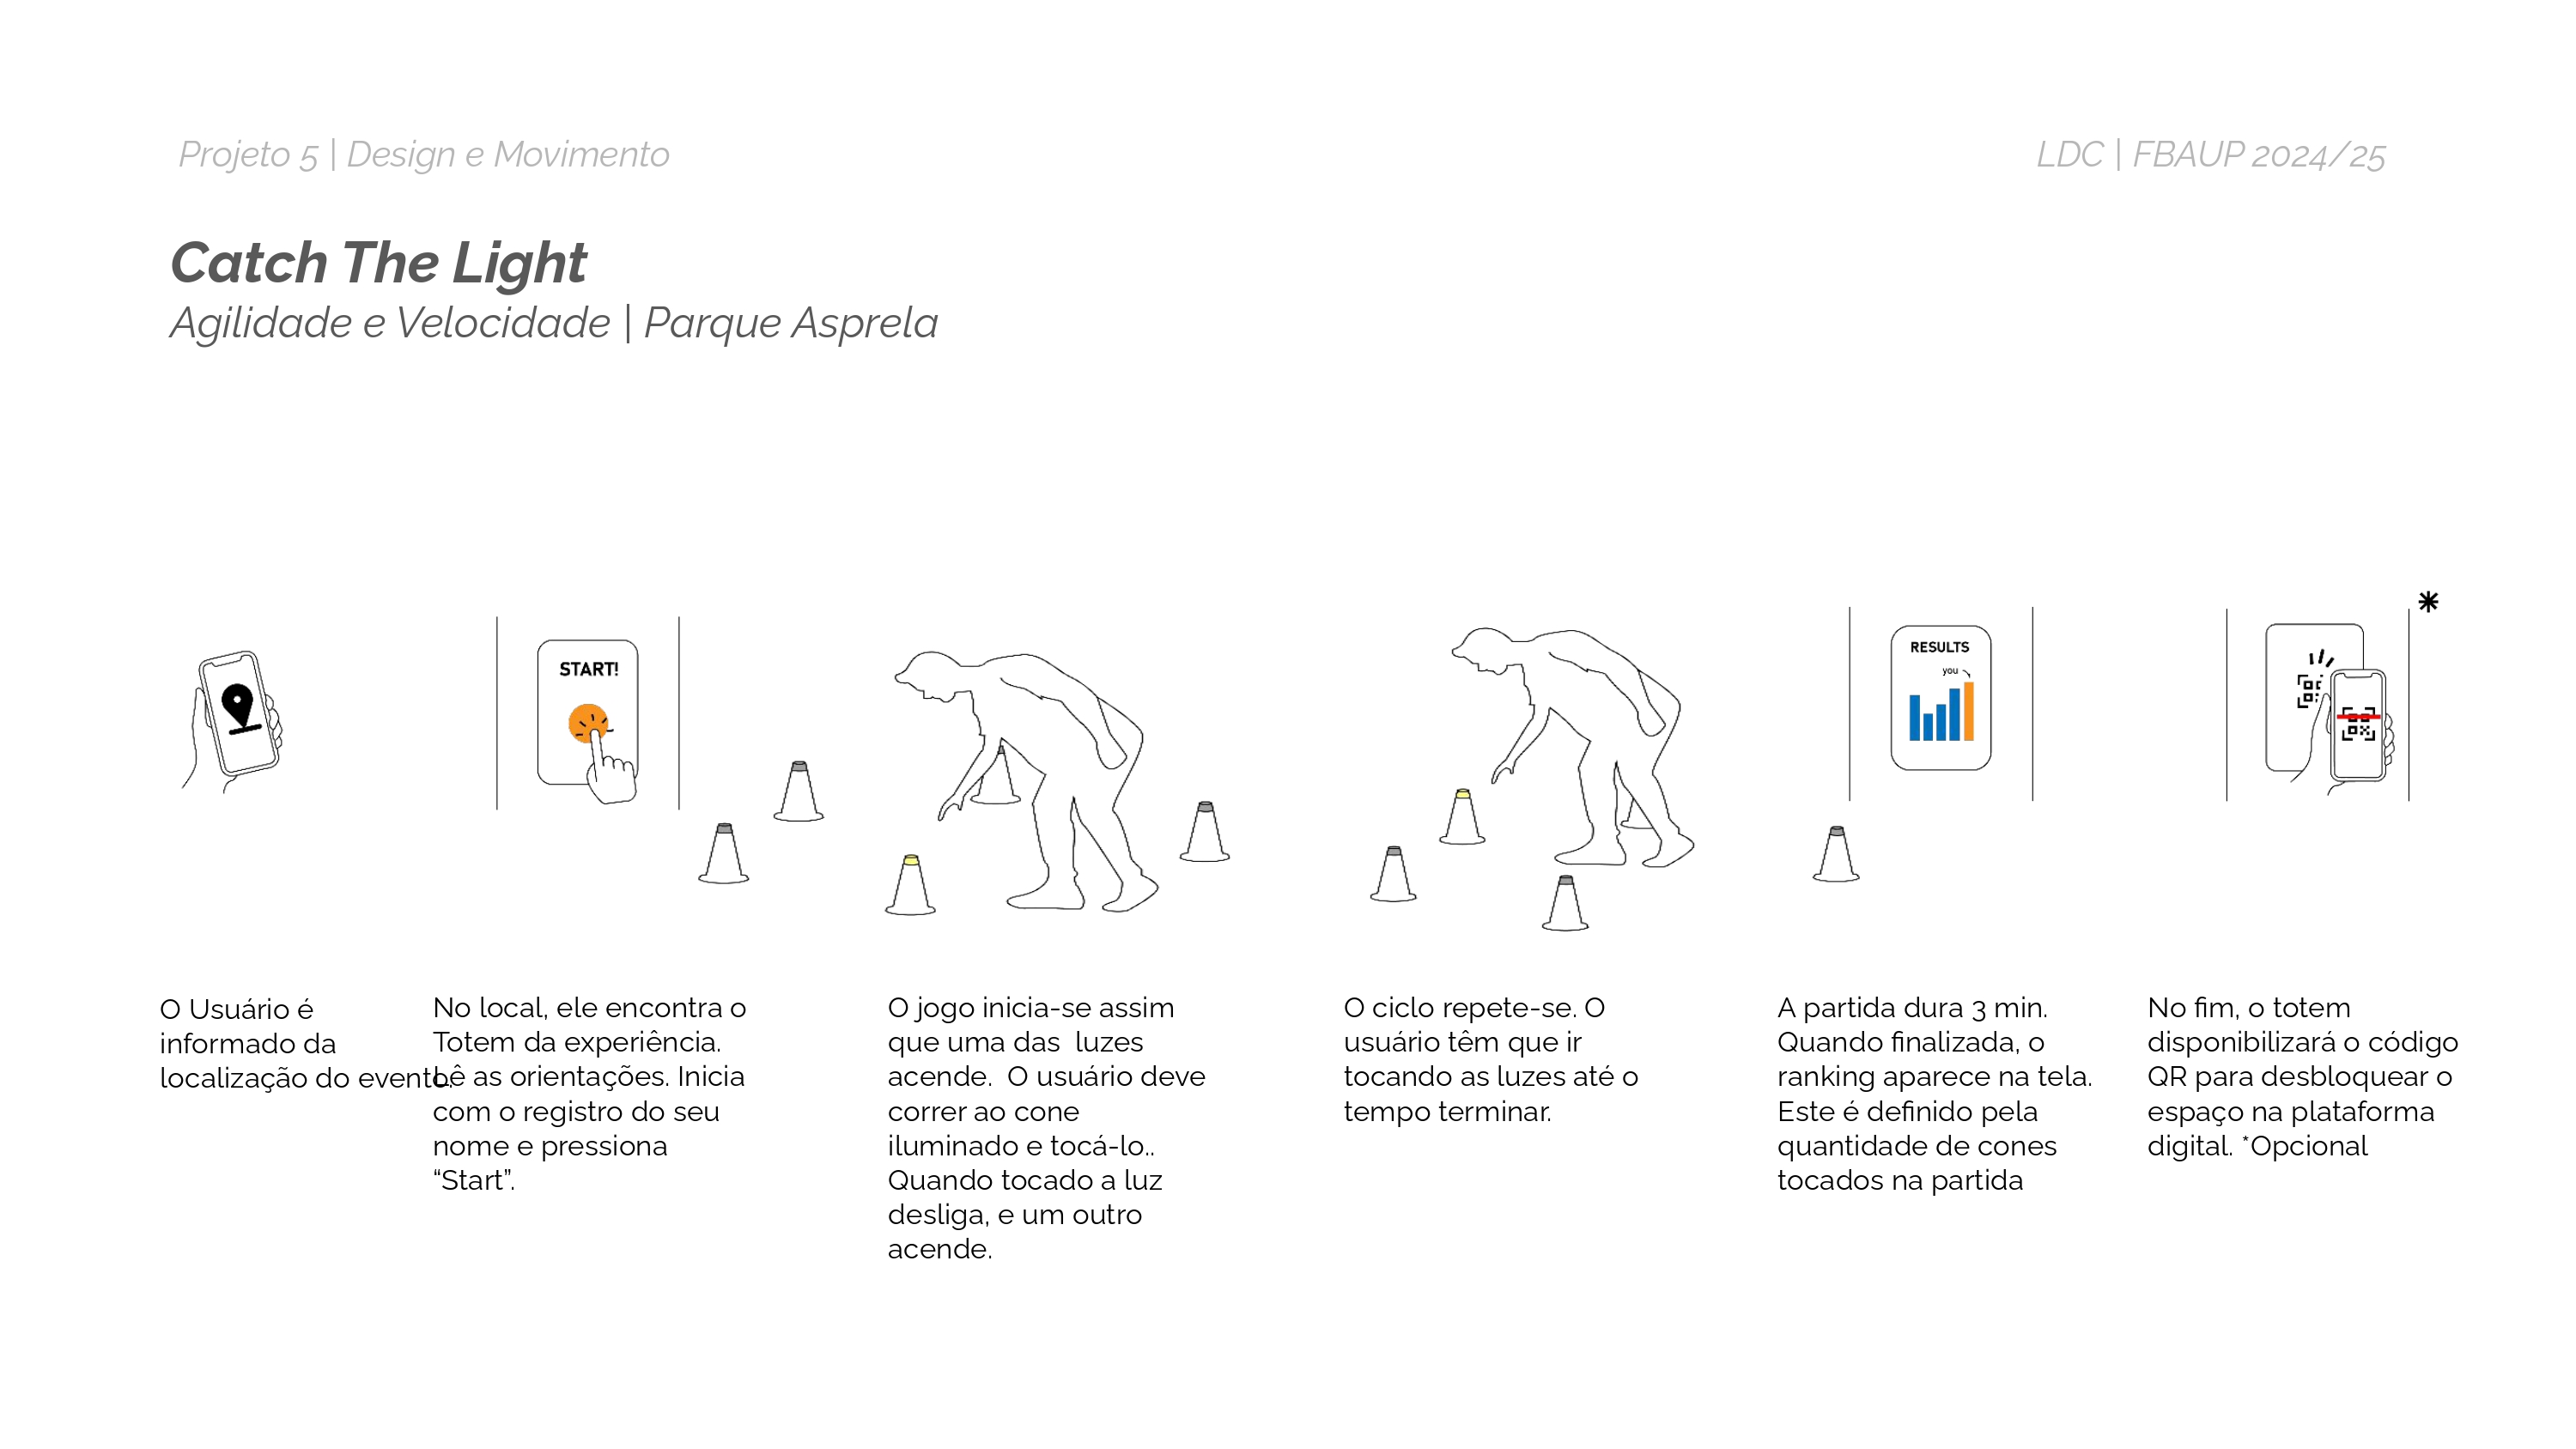 Projeto 5 | Design e Movimento
LDC | FBAUP 2024/25
Catch The Light
Agilidade e Velocidade | Parque Asprela
START!
RESULTS
you
*
O Usuário é
informado da
localização do evento.
No local, ele encontra o
Totem da experiência.
Lê as orientações. Inicia
com o registro do seu
nome e pressiona
“Start”.
O jogo inicia-se assim
que uma das  luzes
acende.  O usuário deve
correr ao cone
iluminado e tocá-lo..
Quando tocado a luz
desliga, e um outro
acende.
O ciclo repete-se. O
usuário têm que ir
tocando as luzes até o
tempo terminar.
A partida dura 3 min.
Quando finalizada, o
ranking aparece na tela.
Este é definido pela
quantidade de cones
tocados na partida
No fim, o totem
disponibilizará o código
QR para desbloquear o
espaço na plataforma
digital. *Opcional